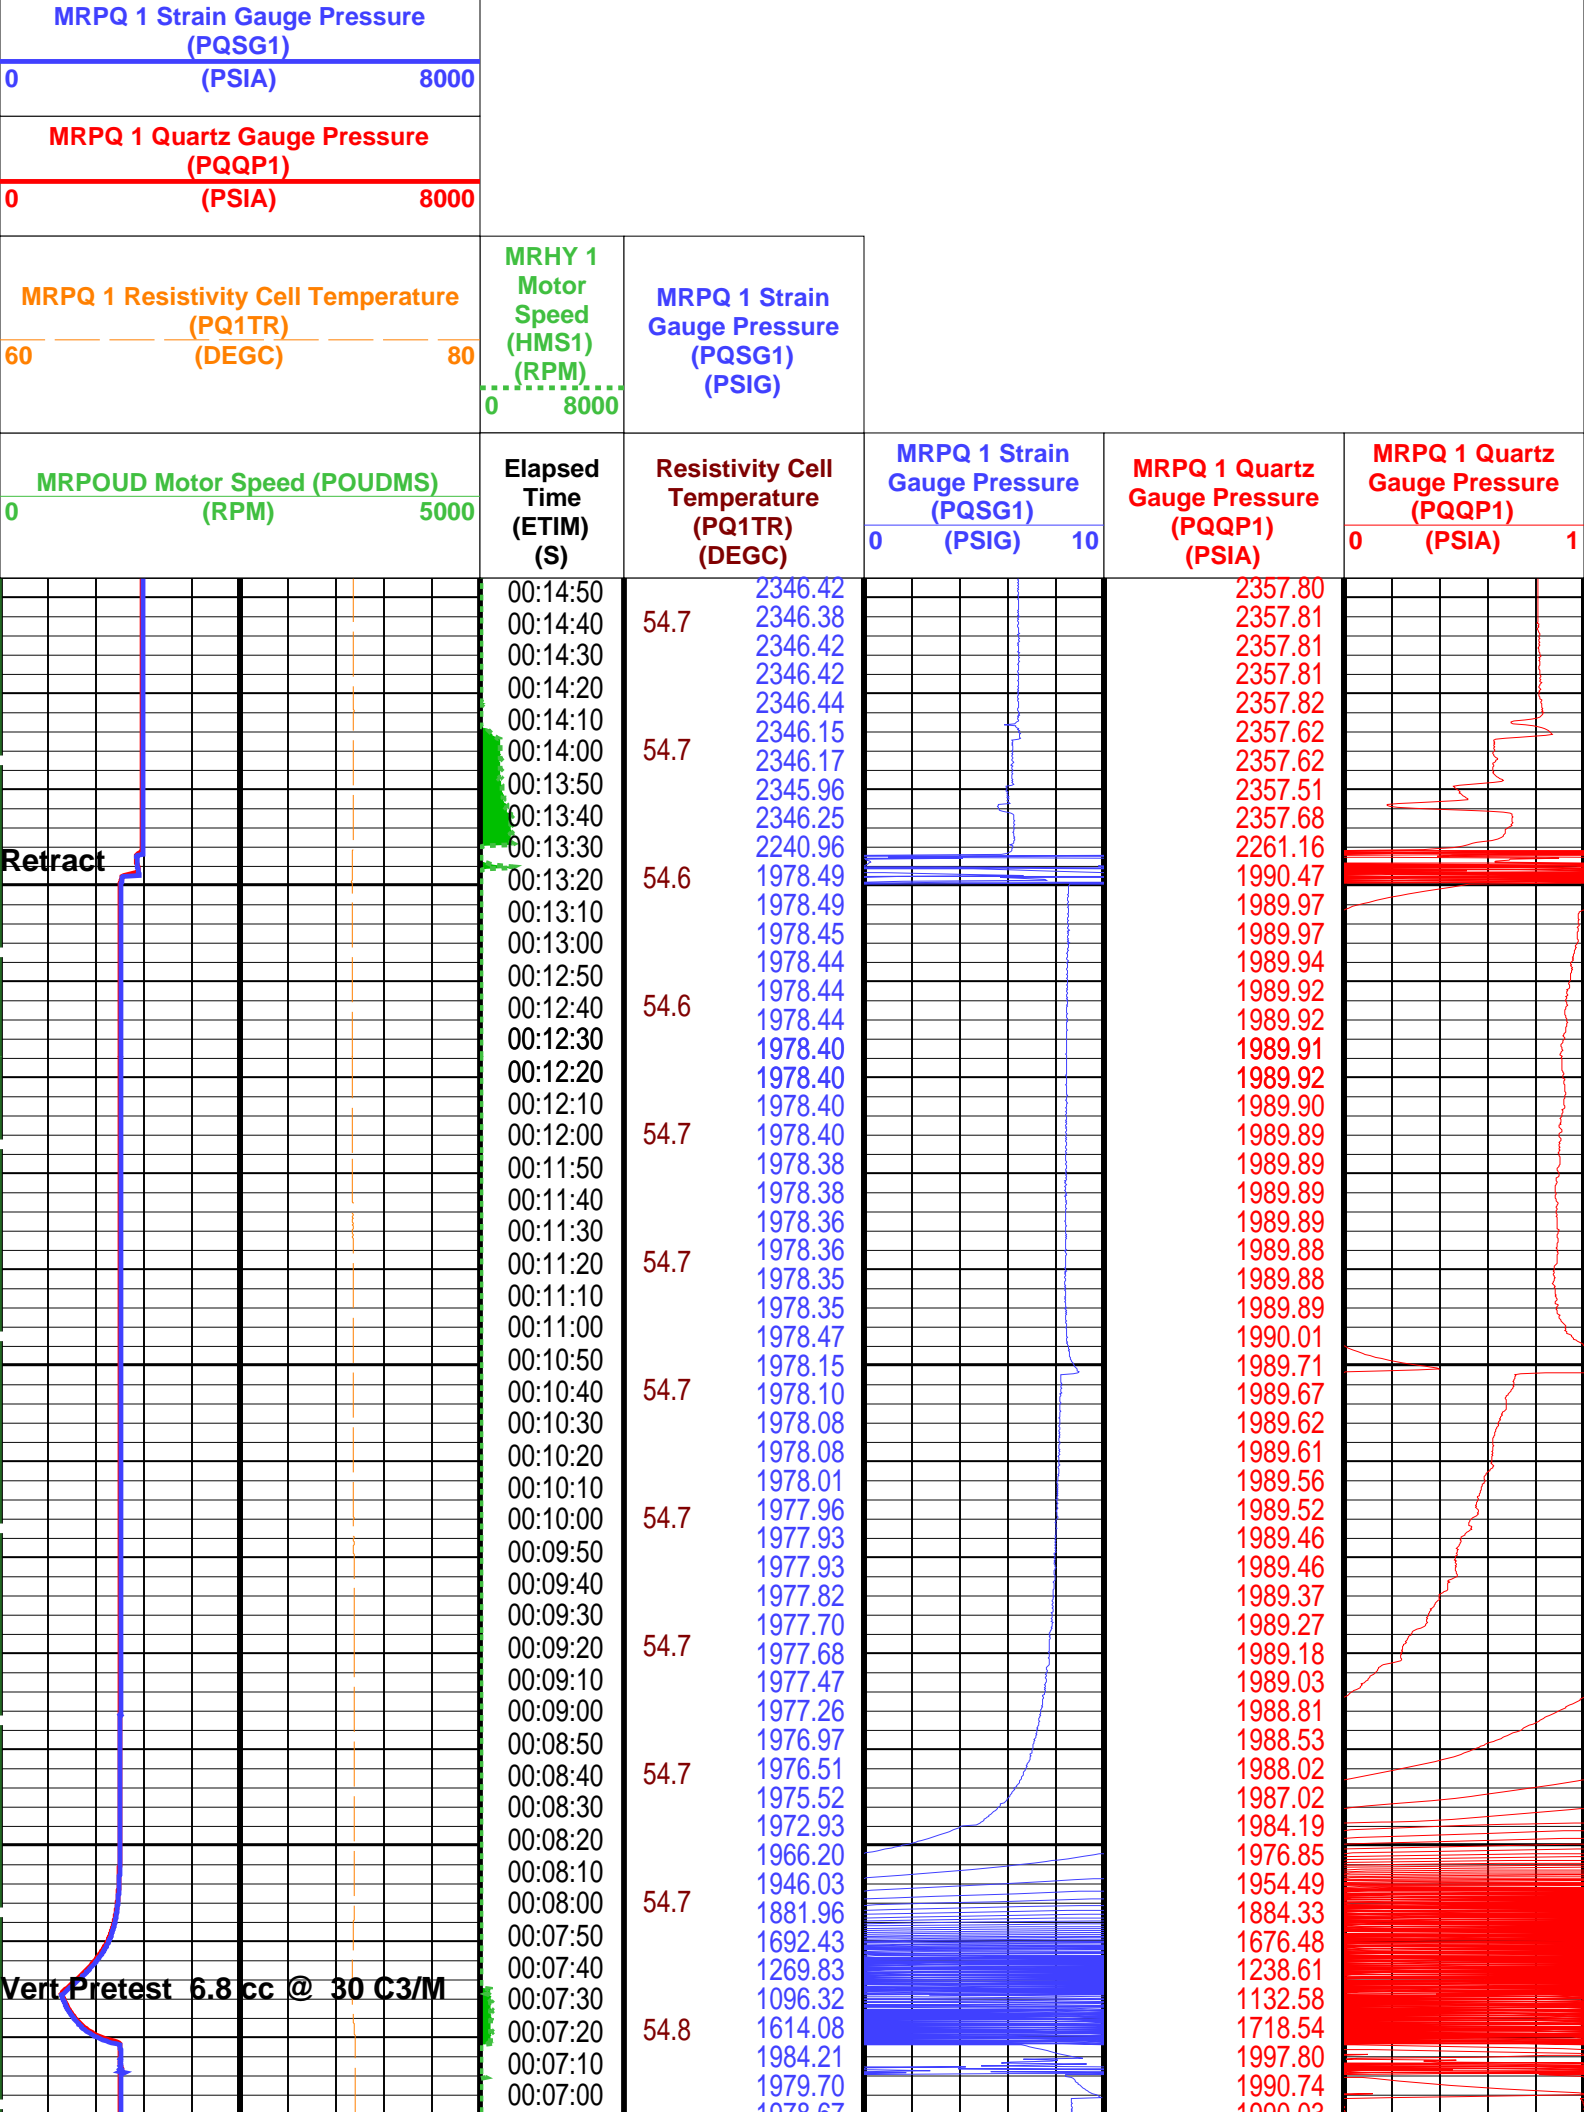 MRPQ 1 Strain Gauge Pressure
(PQSG1)
0 (PSIA) 8000
MRPQ 1 Quartz Gauge Pressure
(PQQP1)
0 (PSIA) 8000
MRPQ 1 Resistivity Cell Temperature
(PQ1TR)
60 (DEGC) 80
MRHY 1
Motor
Speed
(HMS1)
(RPM)
0 8000
MRPQ 1 Strain
Gauge Pressure
(PQSG1)
(PSIG)
MRPOUD Motor Speed (POUDMS)
0 (RPM) 5000
Elapsed
Time
(ETIM)
(S)
Resistivity Cell
Temperature
(PQ1TR)
(DEGC)
MRPQ 1 Strain
Gauge Pressure
(PQSG1)
0 (PSIG) 10
MRPQ 1 Quartz
Gauge Pressure
(PQQP1)
(PSIA)
MRPQ 1 Quartz
Gauge Pressure
(PQQP1)
0 (PSIA) 1
00:14:50 2346.42 2357.80
00:14:40 54.7 2346.38 2357.81
00:14:30 2346.42 2357.81
2346.42 2357.81
00:14:20 2346.44 2357.82
00:14:10 2346.15 2357.62
00:14:00 54.7 2346.17 2357.62
00:13:50 2345.96 2357.51
00:13:40 2346.25 2357.68
00:13:30 2240.96 2261.16
Retract
00:13:20 54.6 1978.49 1990.47
00:13:10 1978.49 1989.97
00:13:00 1978.45 1989.97
1978.44 1989.94
00:12:50 1978.44 1989.92
00:12:40 54.6 1978.44 1989.92
00:12:30 1978.40 1989.91
00:12:20 1978.40 1989.92
00:12:10 1978.40 1989.90
00:12:00 54.7 1978.40 1989.89
00:11:50 1978.38 1989.89
00:11:40 1978.38 1989.89
00:11:30 1978.36 1989.89
1978.36 1989.88
00:11:20 54.7 1978.35 1989.88
00:11:10 1978.35 1989.89
00:11:00 1978.47 1990.01
00:10:50 1978.15 1989.71
00:10:40 54.7 1978.10 1989.67
00:10:30 1978.08 1989.62
00:10:20 1978.08 1989.61
00:10:10 1978.01 1989.56
00:10:00 54.7 1977.96 1989.52
1977.93 1989.46
00:09:50 1977.93 1989.46
00:09:40 1977.82 1989.37
00:09:30 1977.70 1989.27
00:09:20 54.7 1977.68 1989.18
00:09:10 1977.47 1989.03
00:09:00 1977.26 1988.81
00:08:50 1976.97 1988.53
00:08:40 54.7 1976.51 1988.02
00:08:30 1975.52 1987.02
1972.93 1984.19
00:08:20 1966.20 1976.85
00:08:10 1946.03 1954.49
00:08:00 54.7 1881.96 1884.33
00:07:50 1692.43 1676.48
00:07:40 1269.83 1238.61
Vert Pretest 6.8 cc @ 30 C3/M
00:07:30 1096.32 1132.58
00:07:20 54.8 1614.08 1718.54
00:07:10 1984.21 1997.80
00:07:00 1979.70 1990.74
1978.67 1990.03